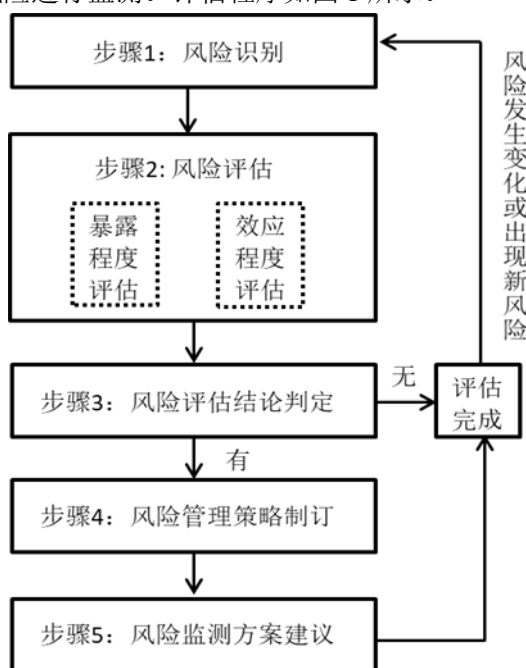 步骤1：风险识别
步骤2: 风险评估
暴露
程度
评估
效应
程度
评估
步骤3：风险评估结论判定
无
评估
完成
有
步骤4：风险管理策略制订
步骤5：风险监测方案建议
风险发生变化或出现新风险